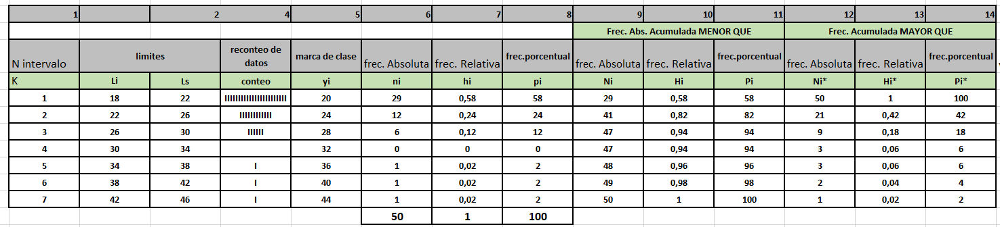 1 2 4 5 6 7 8 9 10 11 12 13 14
Frec. Abs. Acumulada MENOR QUE Frec. Acumulada MAYOR QUE
N intervalo limites reconteo de datos marca de clase frec. Absoluta frec. Relativa frec.porcentual frec. Absoluta frec. Relativa frec.porcentual frec. Absoluta frec. Relativa frec.porcentual
K Li Ls conteo yi ni hi pi Ni Hi Pi Ni* Hi* Pi*
1 18 22 IIIIIIIIIIIIIIIIIIIIIII 20 29 0,58 58 29 0,58 58 50 1 100
2 22 26 IIIIIIIIIIII 24 12 0,24 24 41 0,82 82 21 0,42 42
3 26 30 IIIIII 28 6 0,12 12 47 0,94 94 9 0,18 18
4 30 34 32 0 0 0 47 0,94 94 3 0,06 6
5 34 38 I 36 1 0,02 2 48 0,96 96 3 0,06 6
6 38 42 I 40 1 0,02 2 49 0,98 98 2 0,04 4
7 42 46 I 44 1 0,02 2 50 1 100 1 0,02 2
50 1 100